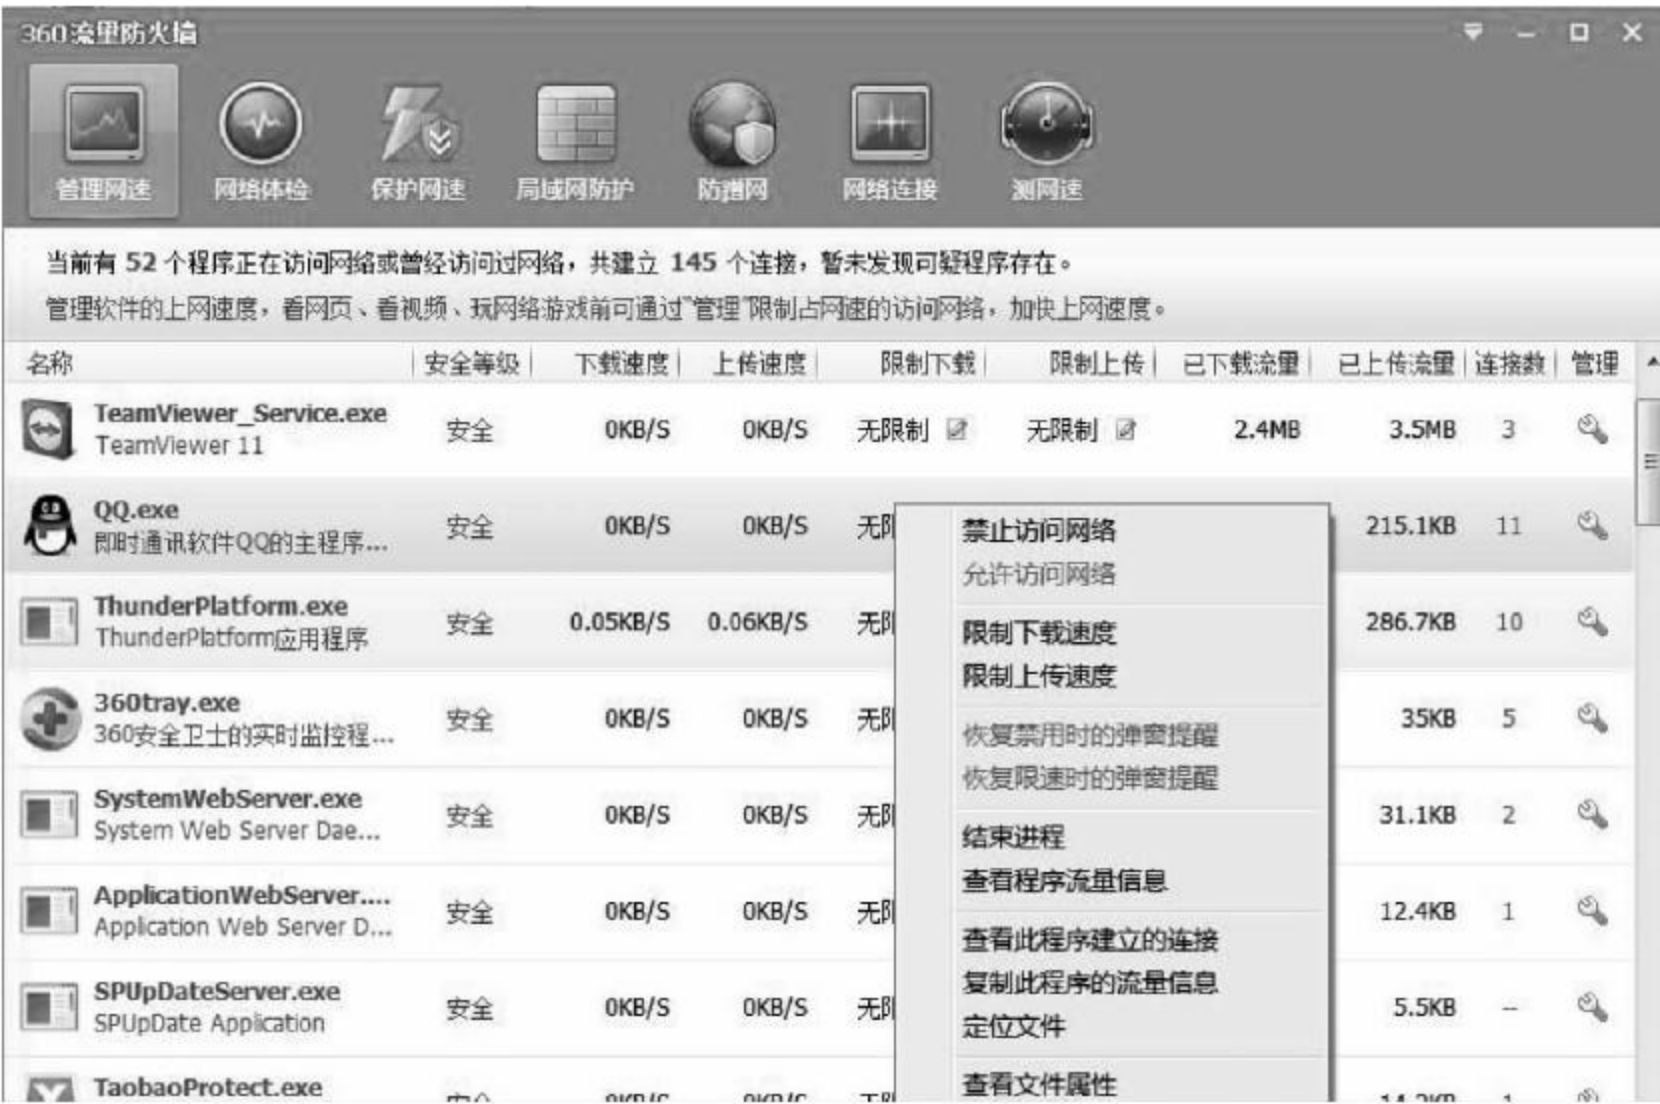 360流量防火墙
管理网速 网络体检 保护网速 局域网防护 防蹭网 网络连接 测网速
当前有 52 个程序正在访问网络或曾经访问过网络，共建立 145 个连接，暂未发现可疑程序存在。
管理软件的上网速度，看网页、看视频、玩网络游戏前可通过"管理"限制占网速的访问网络，加快上网速度。
名称 安全等级 下载速度 上传速度 限制下载 限制上传 已下载流量 已上传流量 连接数 管理
TeamViewer_Service.exe
TeamViewer 11
安全 0KB/S 0KB/S 无限制 无限制 2.4MB 3.5MB 3
QQ.exe
即时通讯软件QQ的主程序...
安全 0KB/S 0KB/S 无 215.1KB 11
ThunderPlatform.exe
ThunderPlatform应用程序
安全 0.05KB/S 0.06KB/S 无 286.7KB 10
360tray.exe
360安全卫士的实时监控程...
安全 0KB/S 0KB/S 无 35KB 5
SystemWebServer.exe
System Web Server Dae...
安全 0KB/S 0KB/S 无 31.1KB 2
ApplicationWebServer....
Application Web Server D...
安全 0KB/S 0KB/S 无 12.4KB 1
SPUpDateServer.exe
SPUpDate Application
安全 0KB/S 0KB/S 无 5.5KB --
TaobaoProtect.exe
禁止访问网络
允许访问网络
限制下载速度
限制上传速度
恢复禁用时的弹窗提醒
恢复限速时的弹窗提醒
结束进程
查看程序流量信息
查看此程序建立的连接
复制此程序的流量信息
定位文件
查看文件属性